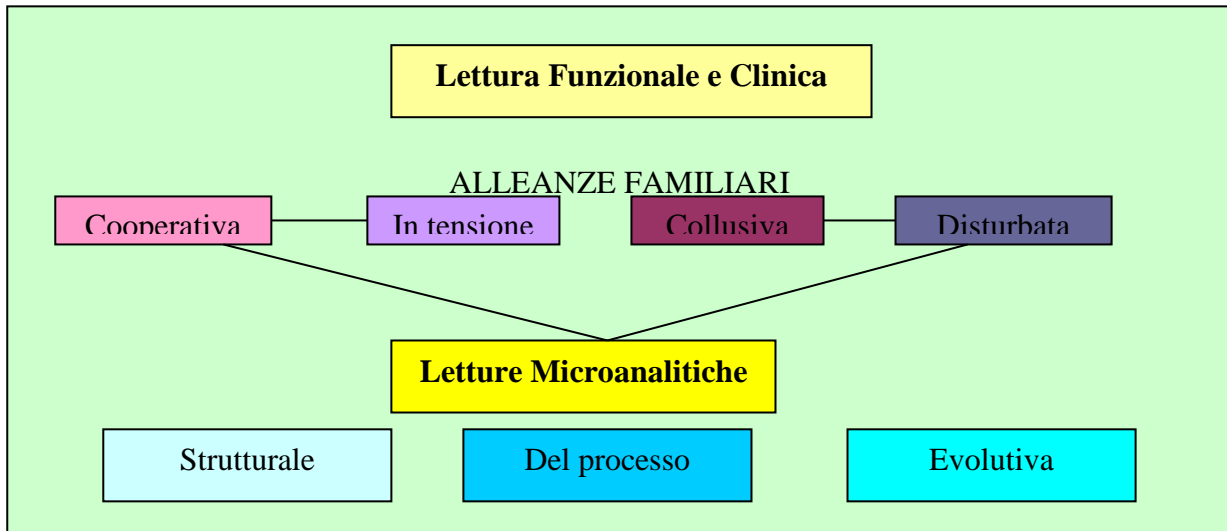 Lettura Funzionale e Clinica
ALLEANZE FAMILIARI
Cooperativa
In tensione
Collusiva
Disturbata
Letture Microanalitiche
Strutturale
Del processo
Evolutiva